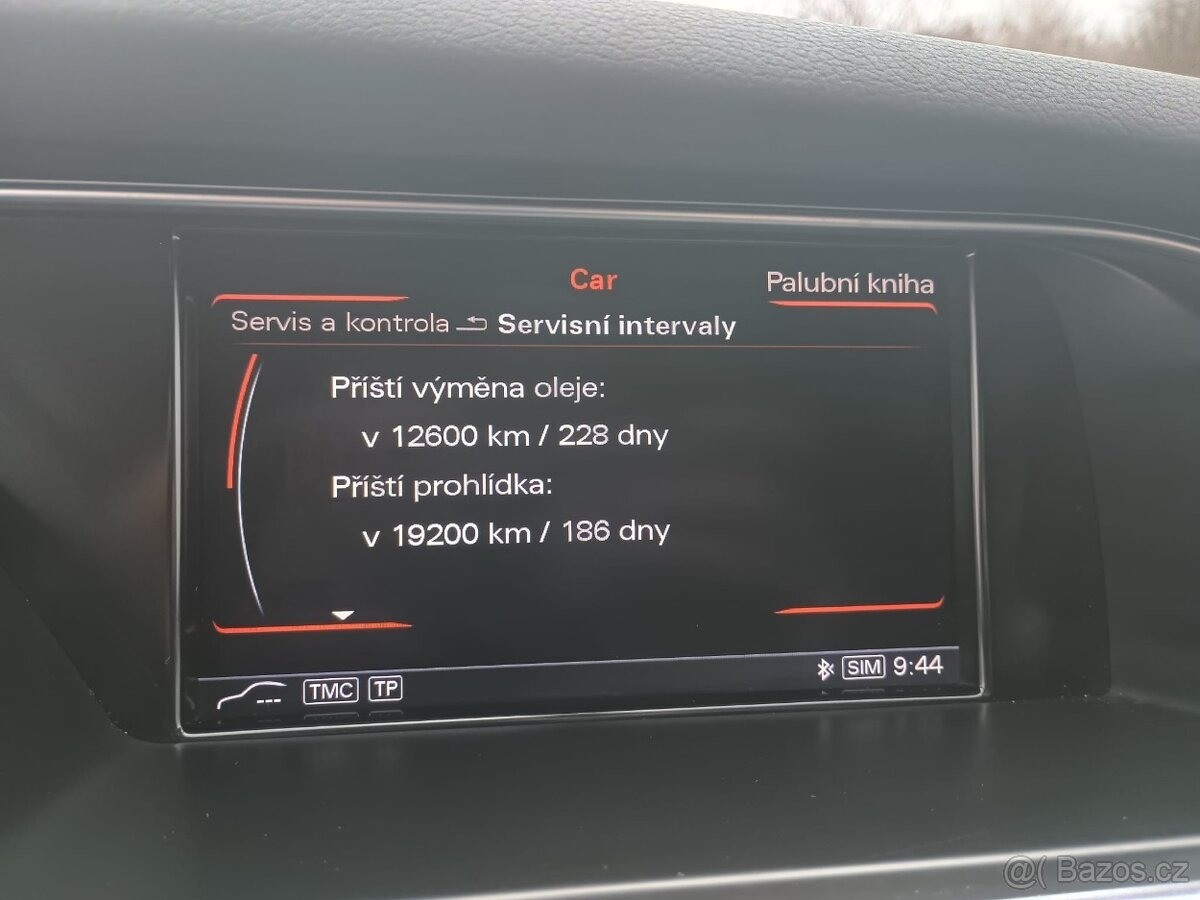 Car
Palubní kniha
Servis a kontrola Servisní intervaly
Příští výměna oleje:
v 12600 km / 228 dny
Příští prohlídka:
v 19200 km / 186 dny
TMC TP SIM 9:44
@( Bazos.cz